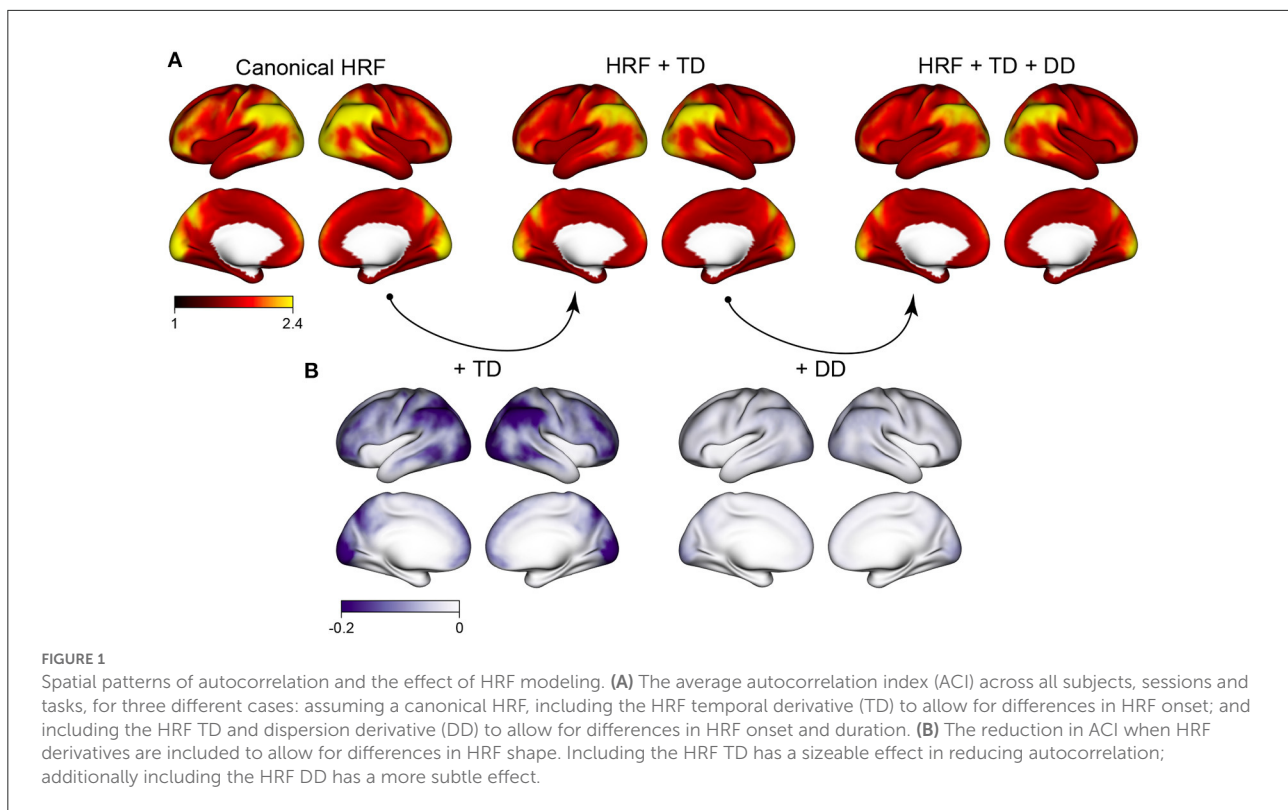 A
Canonical HRF
HRF + TD
HRF + TD + DD
1
2.4
B
+ TD
+ DD
-0.2
0
FIGURE 1
Spatial patterns of autocorrelation and the effect of HRF modeling. (A) The average autocorrelation index (ACI) across all subjects, sessions and
tasks, for three different cases: assuming a canonical HRF, including the HRF temporal derivative (TD) to allow for differences in HRF onset; and
including the HRF TD and dispersion derivative (DD) to allow for differences in HRF onset and duration. (B) The reduction in ACI when HRF
derivatives are included to allow for differences in HRF shape. Including the HRF TD has a sizeable effect in reducing autocorrelation;
additionally including the HRF DD has a more subtle effect.